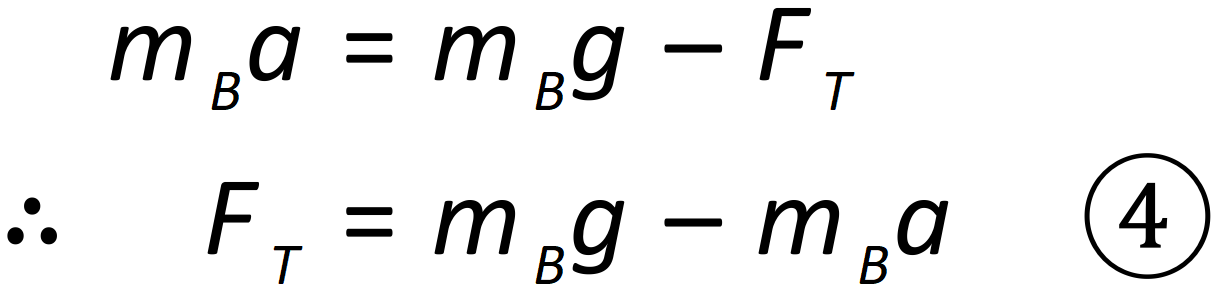 m_B a = m_B g − F_T
∴ F_T = m_B g − m_B a ④